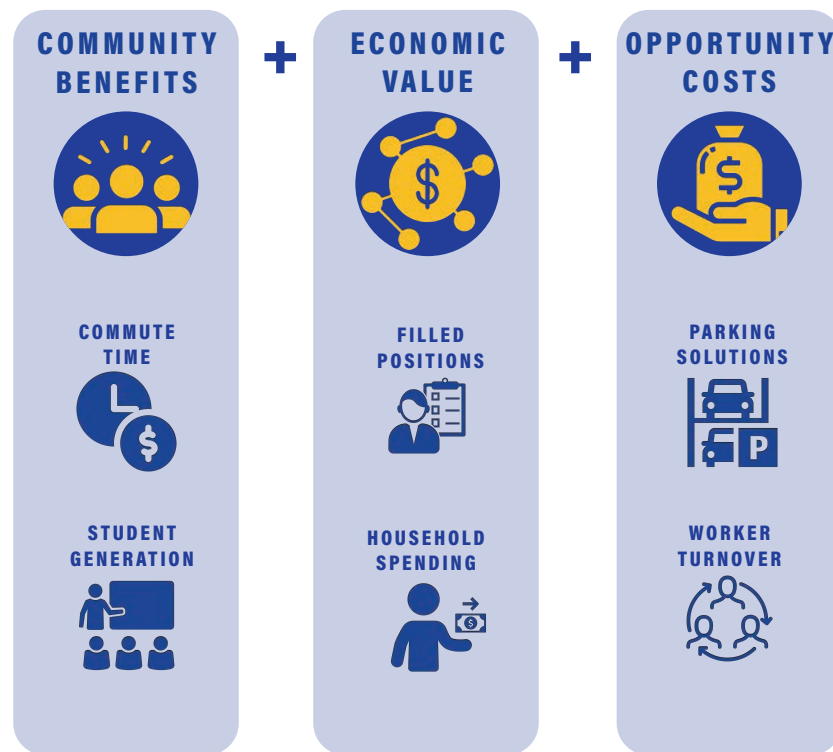 COMMUNITY
BENEFITS
+
ECONOMIC
VALUE
+
OPPORTUNITY
COSTS
$
$
COMMUTE
TIME
$
STUDENT
GENERATION
FILLED
POSITIONS
HOUSEHOLD
SPENDING
$
PARKING
SOLUTIONS
P
WORKER
TURNOVER